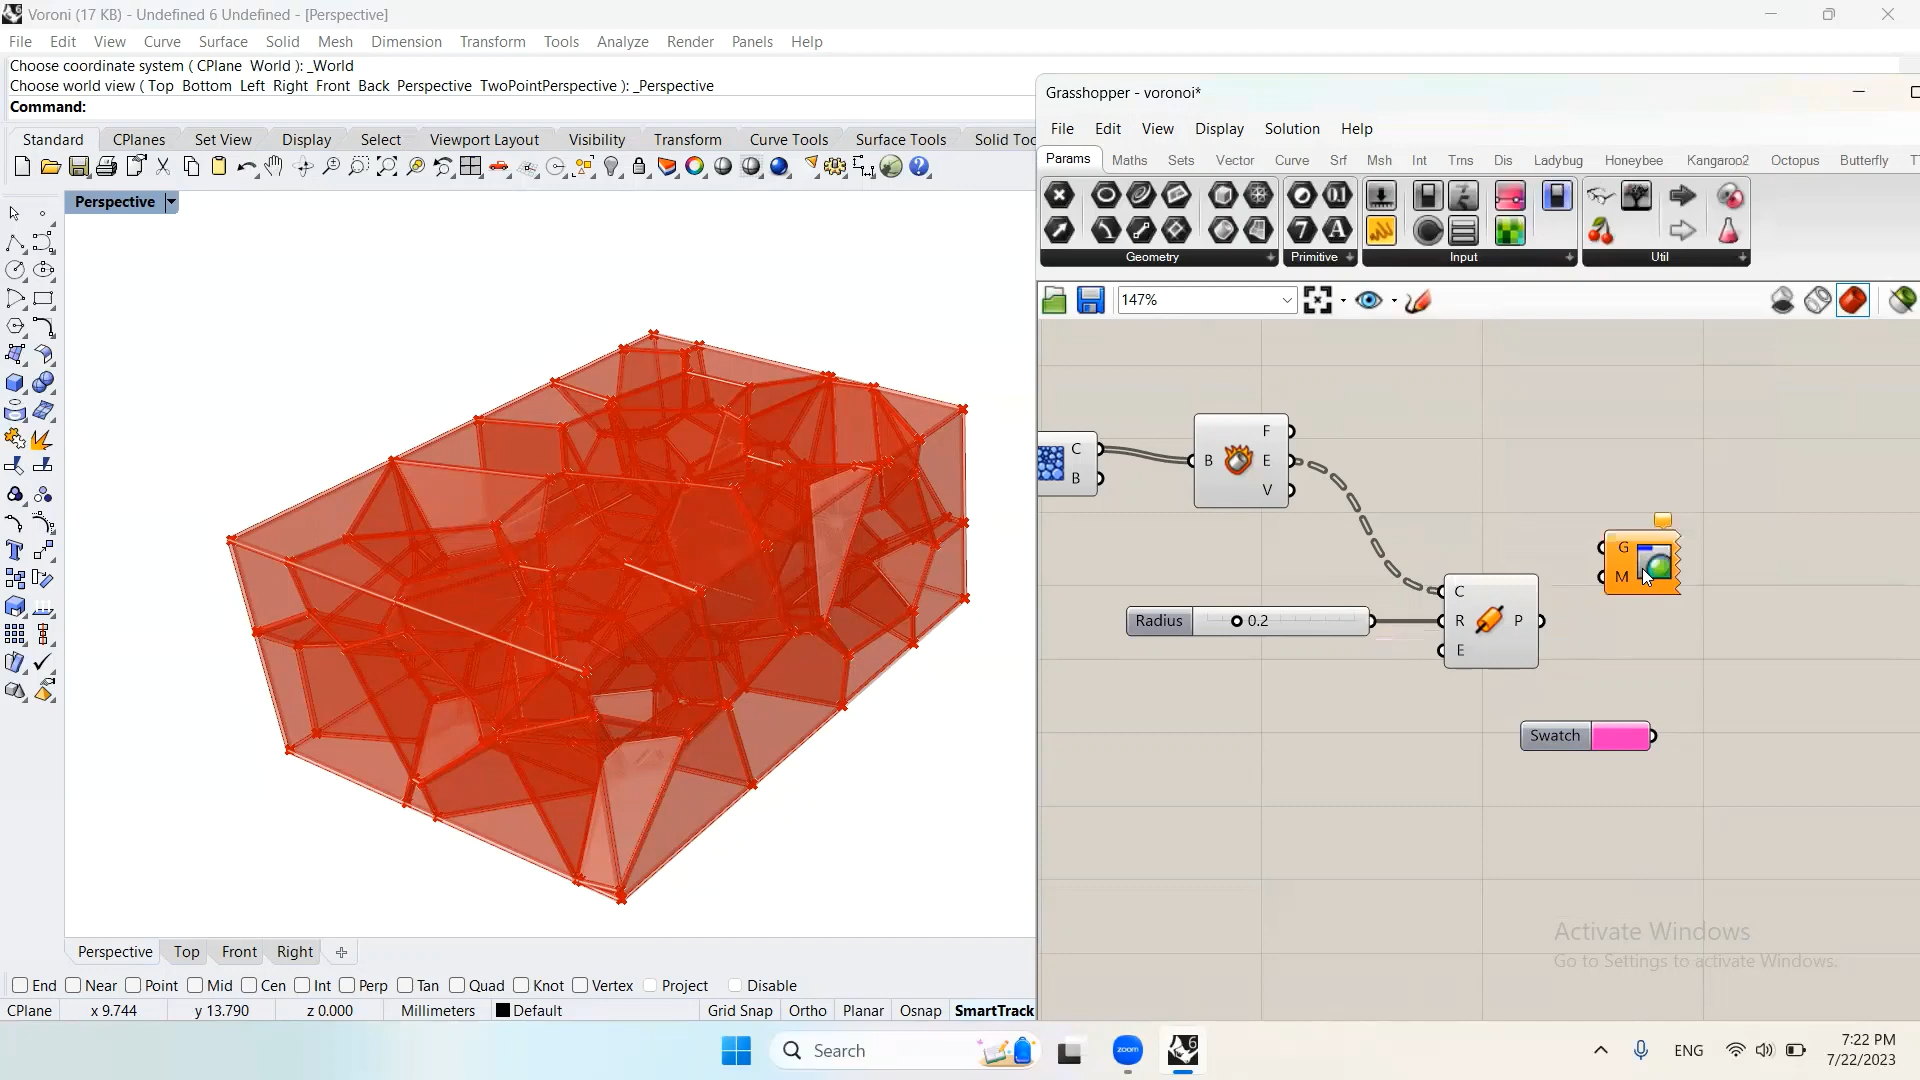 Voroni (17 KB) - Undefined 6 Undefined - [Perspective]
File Edit View Curve Surface Solid Mesh Dimension Transform Tools Analyze Render Panels Help
Choose coordinate system ( CPlane World ): _World
Choose world view ( Top Bottom Left Right Front Back Perspective TwoPointPerspective ): _Perspective
Command:
Standard CPlanes Set View Display Select Viewport Layout Visibility Transform Curve Tools Surface Tools Solid Too
Perspective
Grasshopper - voronoi*
File Edit View Display Solution Help
Params Maths Sets Vector Curve Srf Msh Int Trns Dis Ladybug Honeybee Kangaroo2 Octopus Butterfly
Geometry Primitive Input Util
147%
C
B
B
F
E
V
Radius 0.2
C
R
E
P
G
M
Swatch
Activate Windows
Go to Settings to activate Windows.
Perspective Top Front Right
End Near Point Mid Cen Int Perp Tan Quad Knot Vertex Project Disable
CPlane x 9.744 y 13.790 z 0.000 Millimeters Default Grid Snap Ortho Planar Osnap SmartTrack
Search
zoom
6
ENG
7:22 PM
7/22/2023